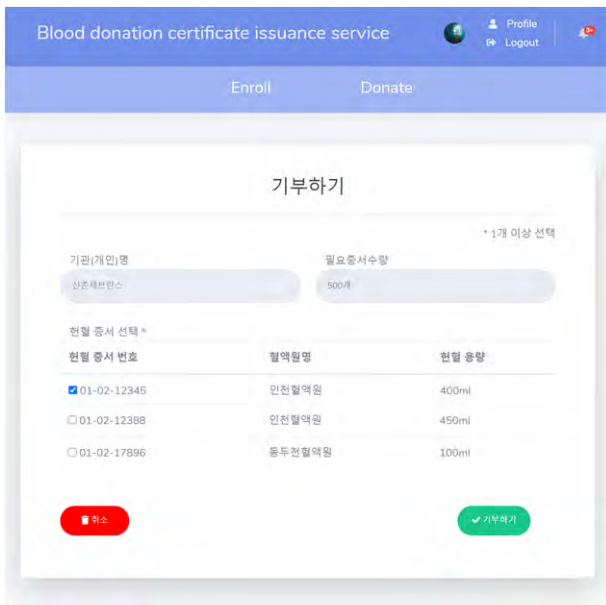 Blood donation certificate issuance service
Profile
Logout
3+
Enroll
Donate
기부하기
* 1개 이상 선택
기관(개인)명
필요증서수량
500개
헌혈 증서 선택 *
헌혈 증서 번호 혈액원명 헌혈 용량
01-02-12345 인천혈액원 400ml
01-02-12388 인천혈액원 450ml
01-02-17896 동두천혈액원 100ml
취소
기부하기